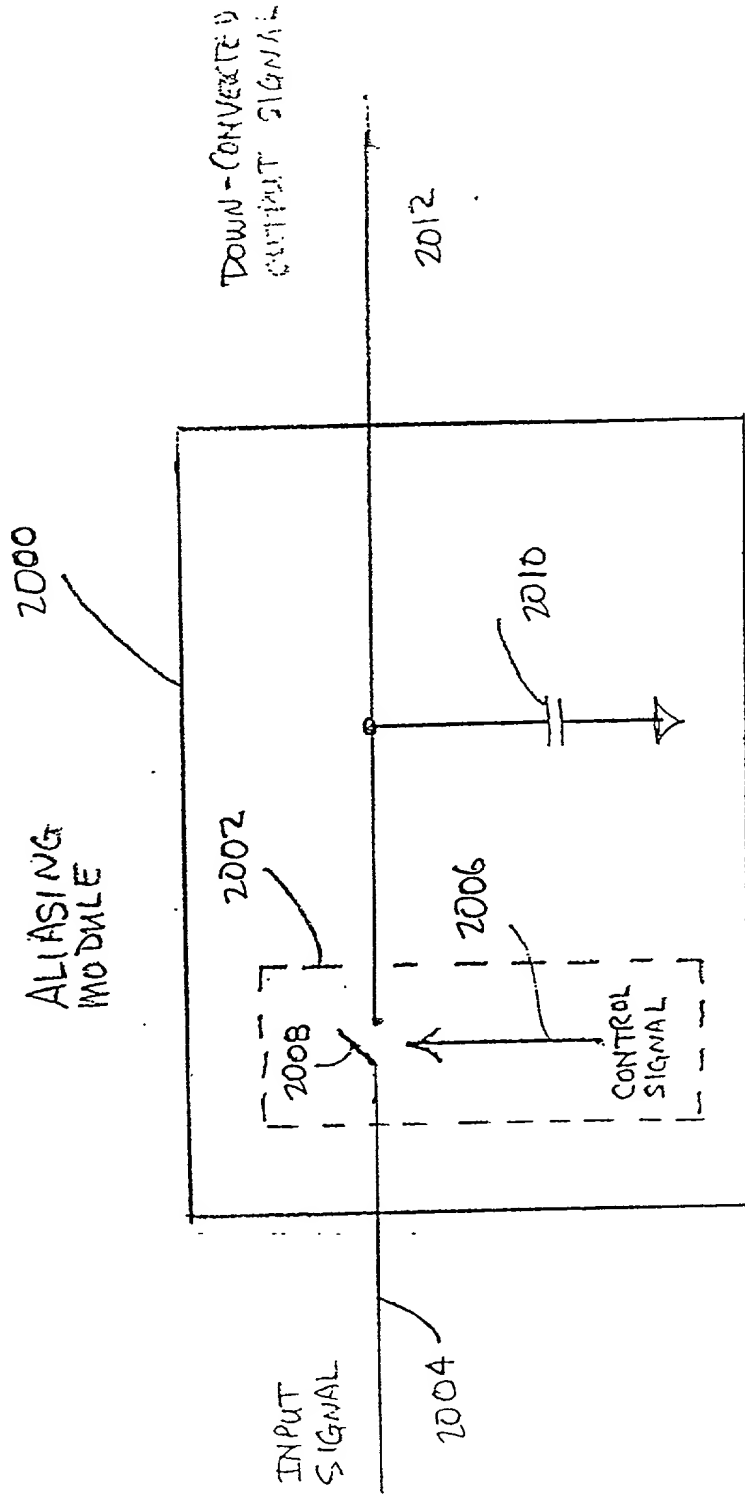 ALIASING
MODULE
2000
2002
2008
2006
CONTROL
SIGNAL
2010
INPUT
SIGNAL
2004
DOWN-CONVERTED
OUTPUT SIGNAL
2012